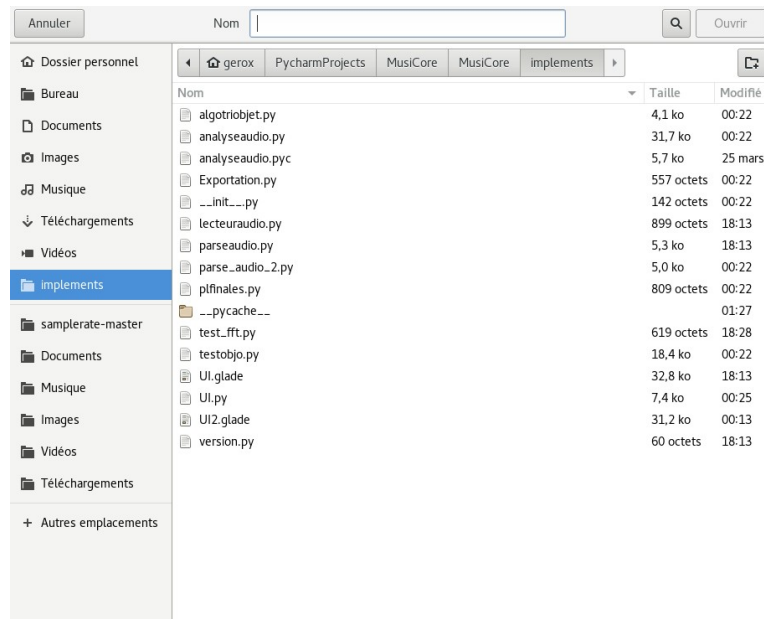 Annuler
Nom
Ouvrir
Dossier personnel
Bureau
Documents
Images
Musique
Téléchargements
Vidéos
implements
samplerate-master
Documents
Musique
Images
Vidéos
Téléchargements
+ Autres emplacements
gerox PycharmProjects MusiCore MusiCore implements
Nom Taille Modifié
algotriobjet.py 4,1 ko 00:22
analyseaudio.py 31,7 ko 00:22
analyseaudio.pyc 5,7 ko 25 mars
Exportation.py 557 octets 00:22
__init__.py 142 octets 00:22
lecteuraudio.py 899 octets 18:13
parseaudio.py 5,3 ko 18:13
parse_audio_2.py 5,0 ko 00:22
plfinales.py 809 octets 00:22
__pycache__ 01:27
test_fft.py 619 octets 18:28
testobjo.py 18,4 ko 00:22
UI.glade 32,8 ko 18:13
UI.py 7,4 ko 00:25
UI2.glade 31,2 ko 00:13
version.py 60 octets 18:13